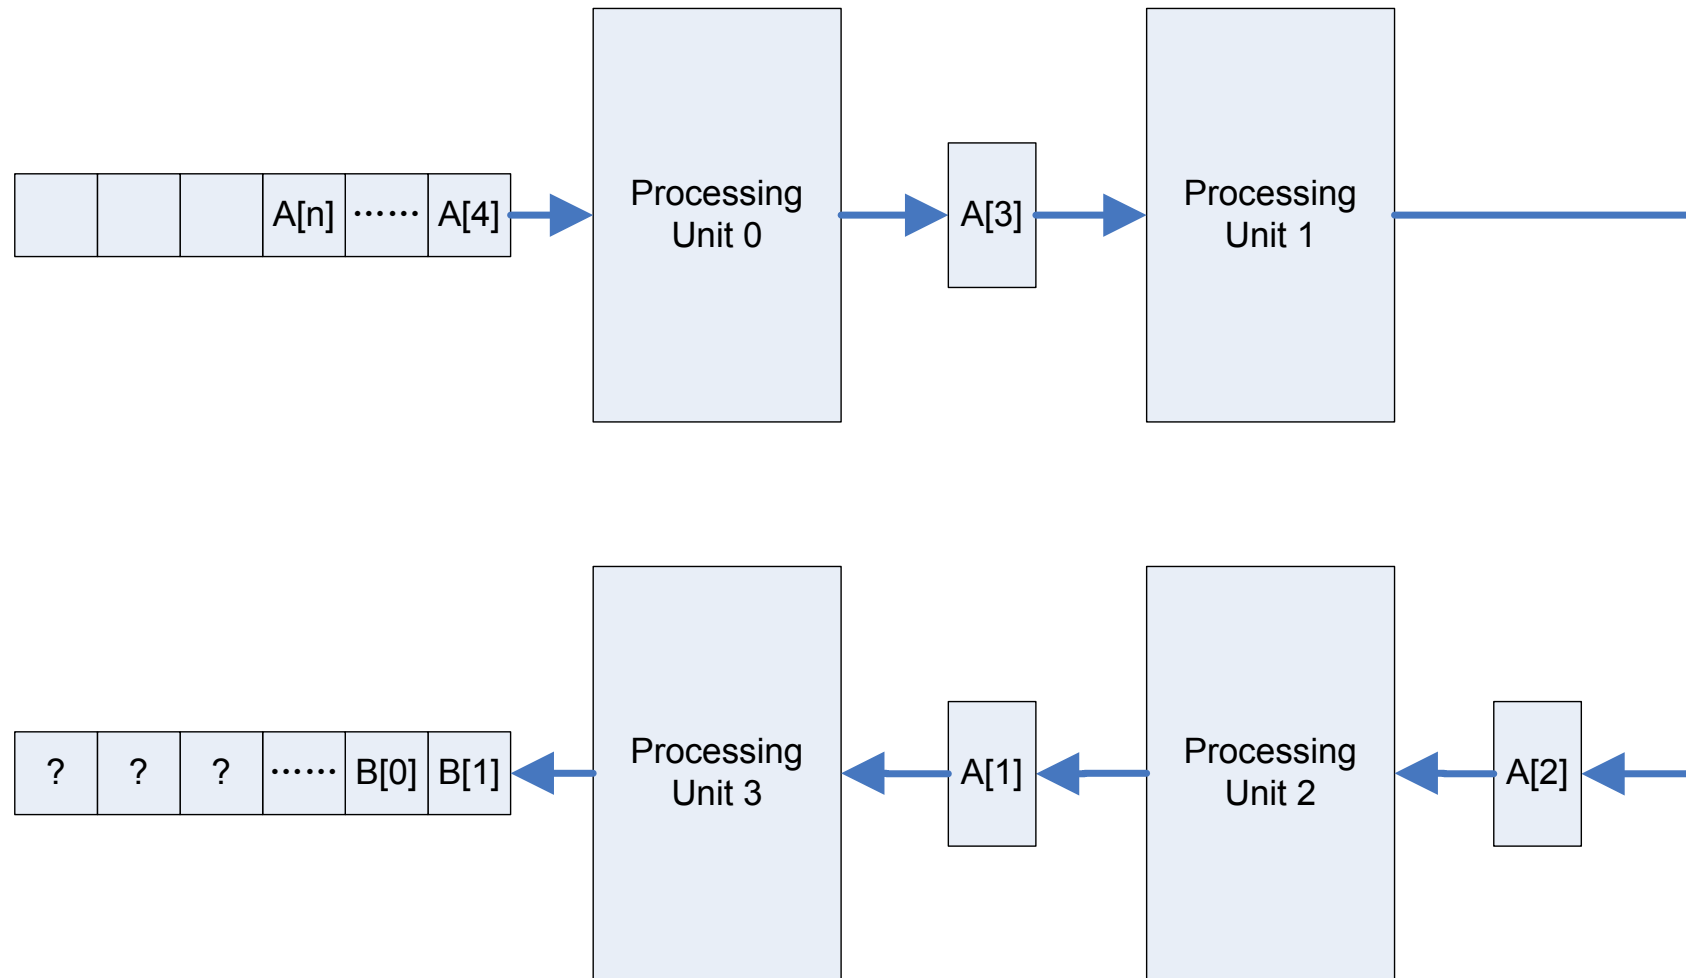 A[n] ...... A[4]
Processing
Unit 0
A[3]
Processing
Unit 1
? ? ? ...... B[0] B[1]
Processing
Unit 3
A[1]
Processing
Unit 2
A[2]